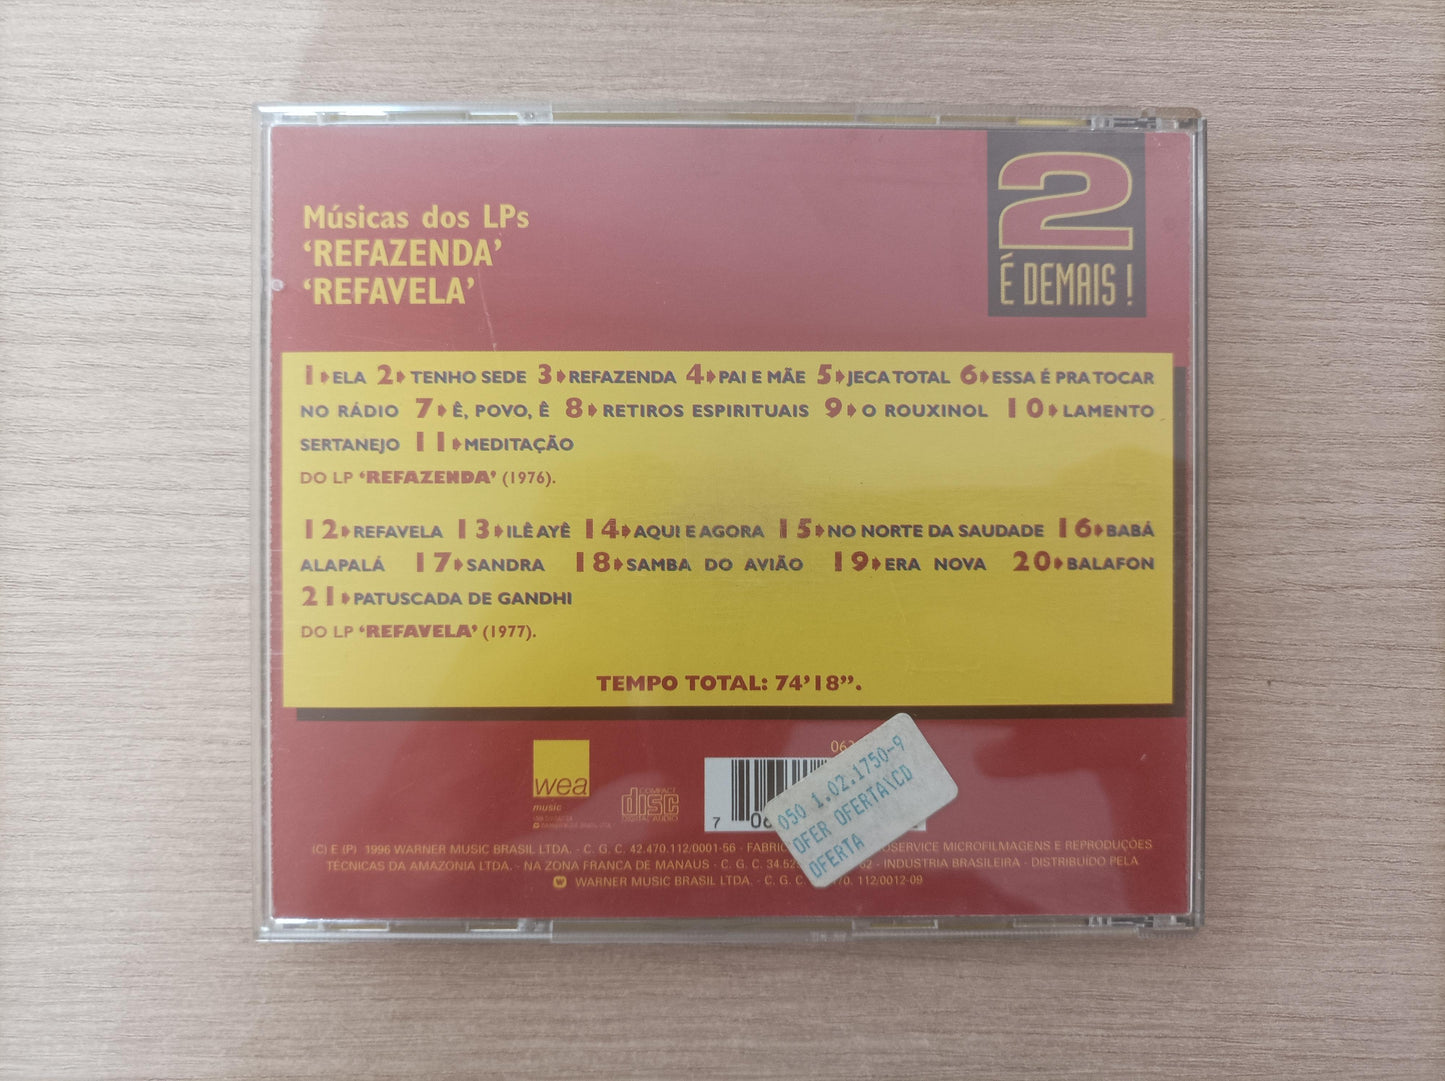 Músicas dos LPs
‘REFAZENDA’
‘REFAVELA’
2
É DEMAIS !
1 ELA 2 TENHO SEDE 3 REFAZENDA 4 PAI E MÃE 5 JECA TOTAL 6 ESSA É PRA TOCAR
NO RÁDIO 7 Ê, POVO, Ê 8 RETIROS ESPIRITUAIS 9 O ROUXINOL 10 LAMENTO
SERTANEJO 11 MEDITAÇÃO
DO LP ‘REFAZENDA’ (1976).
12 REFAVELA 13 ILÊ AYÊ 14 AQUI E AGORA 15 NO NORTE DA SAUDADE 16 BABÁ
ALAPALÁ 17 SANDRA 18 SAMBA DO AVIÃO 19 ERA NOVA 20 BALAFON
21 PATUSCADA DE GANDHI
DO LP ‘REFAVELA’ (1977).
TEMPO TOTAL: 74’18”.
wea
music
COMPACT
disc
DIGITAL AUDIO
7
050 1.02.1750-9
OFER OFERTA\CD
OFERTA
(C) E (P) 1996 WARNER MUSIC BRASIL LTDA. - C. G. C. 42.470.112/0001-56 - MICROFILMAGENS E REPRODUÇÕES
TÉCNICAS DA AMAZONIA LTDA. - NA ZONA FRANCA DE MANAUS - C. G. C. - INDUSTRIA BRASILEIRA - DISTRIBUÍDO PELA
W WARNER MUSIC BRASIL LTDA. - C. G. C. 112/0012-09